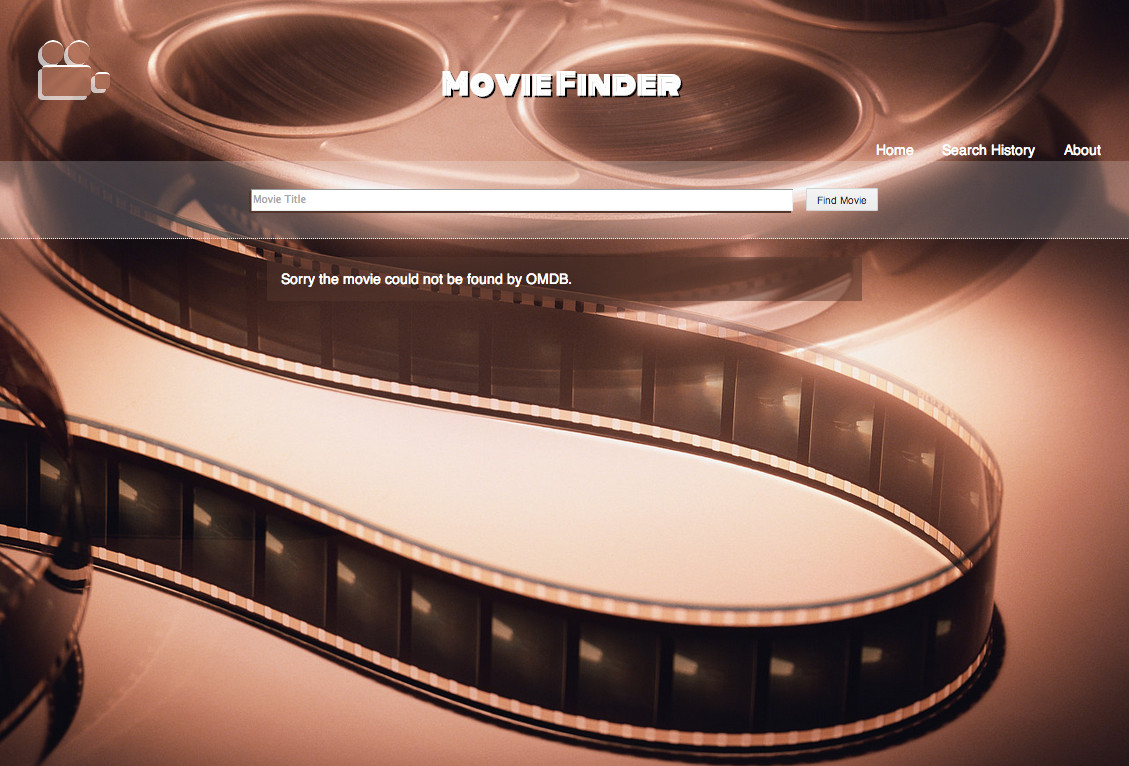 Movie Finder
Home Search History About
Movie Title
Find Movie
Sorry the movie could not be found by OMDB.